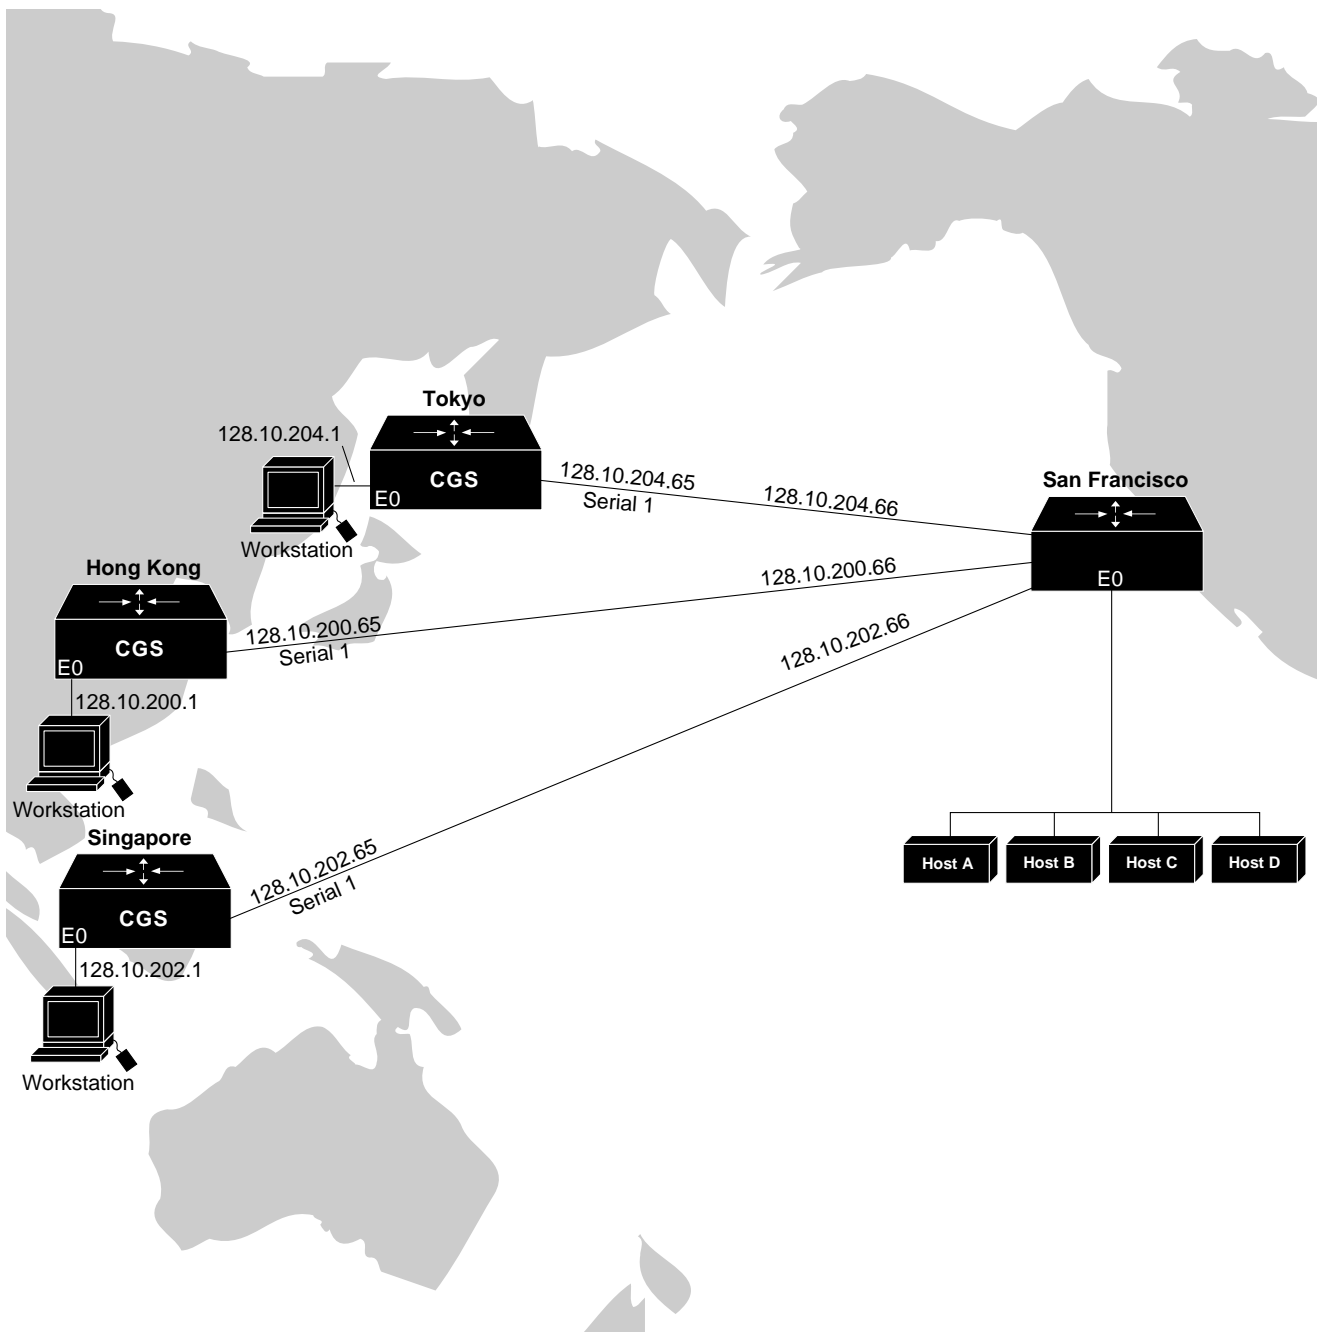 Tokyo
128.10.204.1
CGS
E0
Workstation
128.10.204.65
Serial 1
128.10.204.66
San Francisco
E0
Hong Kong
CGS
E0
128.10.200.65
Serial 1
128.10.200.66
128.10.200.1
Workstation
Singapore
CGS
E0
128.10.202.65
Serial 1
128.10.202.66
128.10.202.1
Workstation
Host A
Host B
Host C
Host D